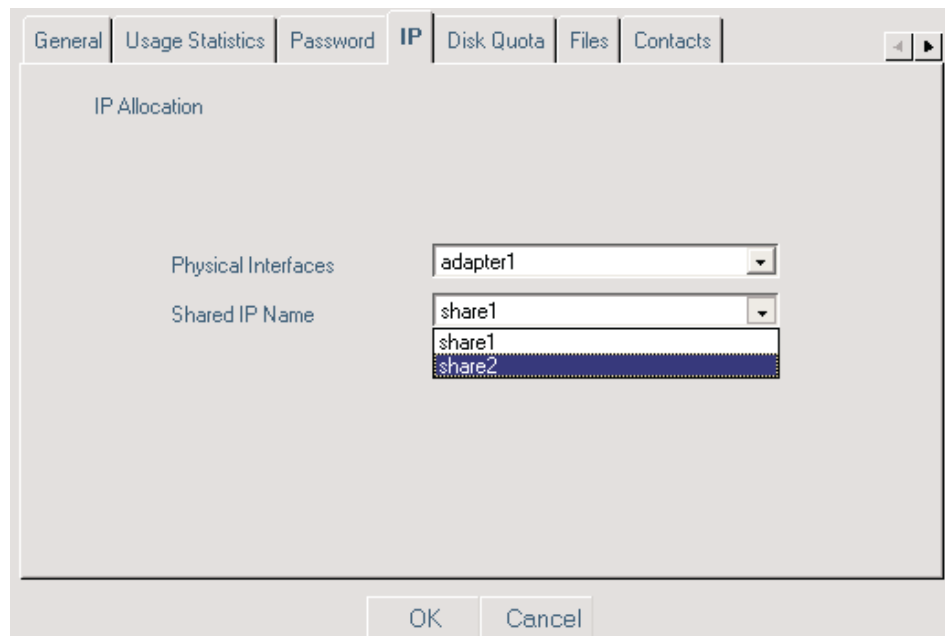 General Usage Statistics Password IP Disk Quota Files Contacts
IP Allocation
Physical Interfaces adapter1
Shared IP Name share1
share1
share2
OK Cancel